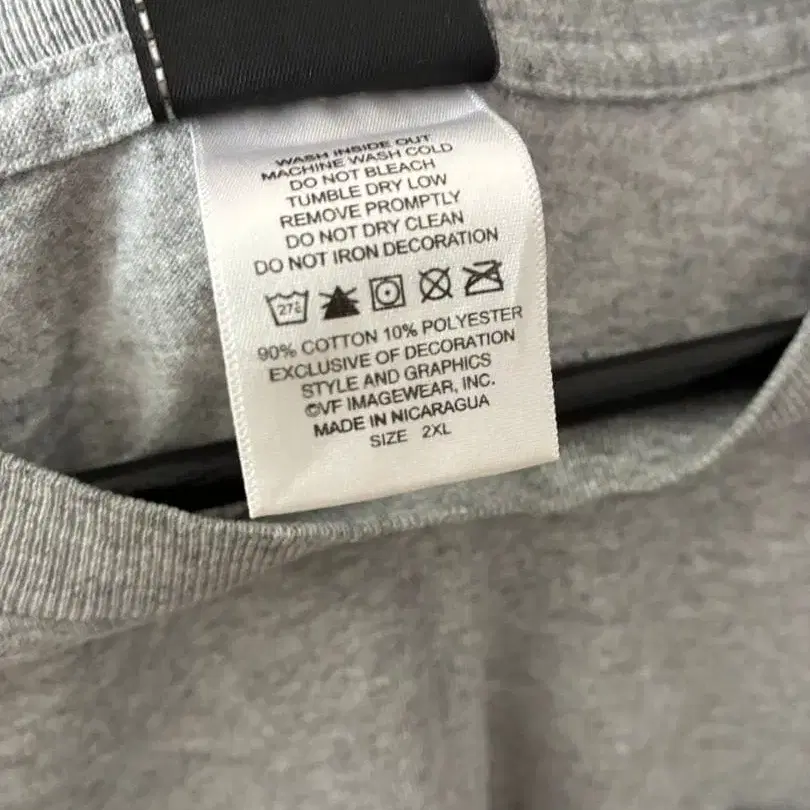 WASH INSIDE OUT
MACHINE WASH COLD
DO NOT BLEACH
TUMBLE DRY LOW
REMOVE PROMPTLY
DO NOT DRY CLEAN
DO NOT IRON DECORATION
27°c
90% COTTON 10% POLYESTER
EXCLUSIVE OF DECORATION
STYLE AND GRAPHICS
©VF IMAGEWEAR, INC.
MADE IN NICARAGUA
SIZE 2XL